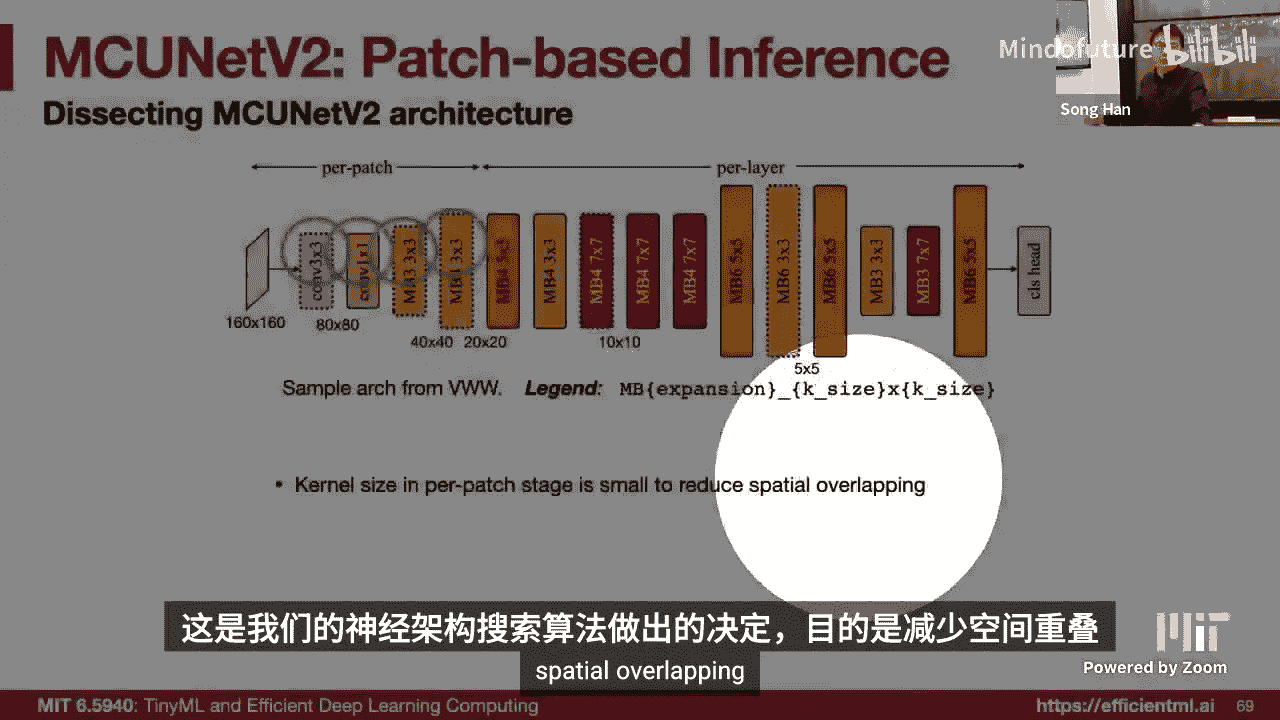 MCUNetV2: Patch-based Inference
Mindofuture bilibili
Song Han
Dissecting MCUNetV2 architecture
per-patch
per-layer
conv3x3
conv1x1
MB3 3x3
MB3 3x3
MB4 5x5
MB4 3x3
MB4 7x7
MB4 7x7
MB4 7x7
MB6 5x5
MB6 3x3
MB6 5x5
MB3 3x3
MB3 7x7
MB6 5x5
cls head
160x160
80x80
40x40
20x20
10x10
5x5
Sample arch from VWW. Legend: MB{expansion}_{k_size}x{k_size}
• Kernel size in per-patch stage is small to reduce spatial overlapping
这是我们的神经架构搜索算法做出的决定，目的是减少空间重叠
spatial overlapping
MIT
Powered by Zoom
MIT 6.5940: TinyML and Efficient Deep Learning Computing
https://efficientml.ai
69